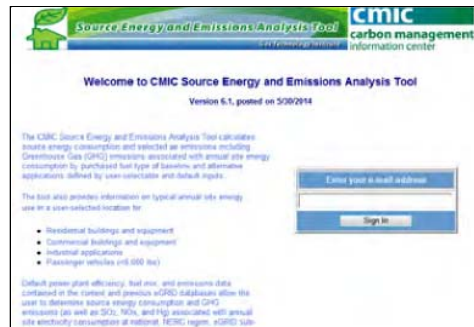 Source Energy and Emissions Analysis Tool
Gas Technology Institute
cmic
carbon management
information center
Welcome to CMIC Source Energy and Emissions Analysis Tool
Version 6.1, posted on 5/30/2014
The CMIC Source Energy and Emissions Analysis Tool calculates
source energy consumption and selected air emissions including
Greenhouse Gas (GHG) emissions associated with annual site energy
consumption by purchased fuel type of baseline and alternative
applications defined by user-selectable and default inputs.
The tool also provides information on typical annual site energy
use in a user-selected location for
Residential buildings and equipment
Commercial buildings and equipment
Industrial applications
Passenger vehicles (<6,000 lbs)
Default power plant efficiency, fuel mix, and emissions data
contained in the current and previous eGRID databases allow the
user to determine source energy consumption and GHG
emissions (as well as SO2, NOx, and Hg) associated with annual
site electricity consumption at national, NERC region, eGRID sub-
Enter your e-mail address
Sign In